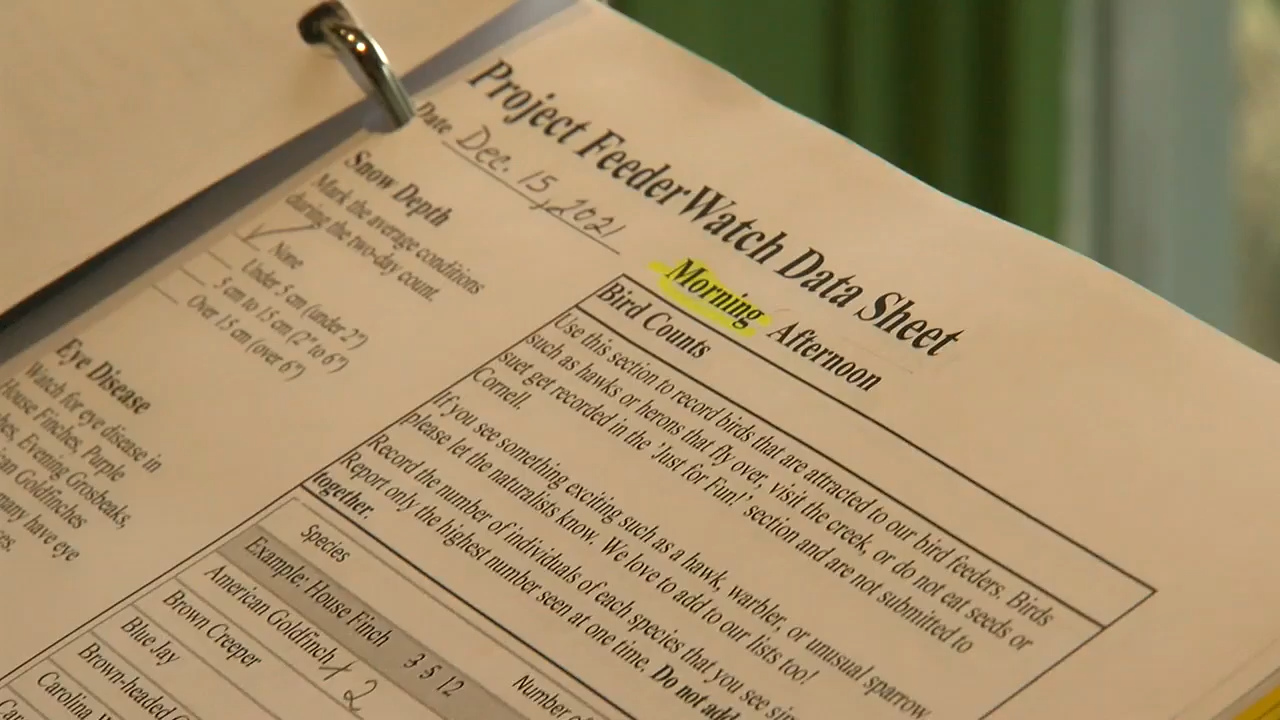 Project FeederWatch Data Sheet
Date Dec. 15, 2021
Morning Afternoon
Snow Depth
Mark the average conditions
during the two-day count.
✓ None
Under 5 cm (under 2")
5 cm to 15 cm (2" to 6")
Over 15 cm (over 6")
Eye Disease
Watch for eye disease in
House Finches, Purple
Evening Grosbeaks,
Goldfinches
many have eye
Bird Counts
Use this section to record birds that are attracted to our bird feeders. Birds
such as hawks or herons that fly over, visit the creek, or do not eat seeds or
suet get recorded in the 'Just for Fun!' section and are not submitted to
Cornell.
If you see something exciting such as a hawk, warbler, or unusual sparrow
please let the naturalists know. We love to add to our lists too!
Record the number of individuals of each species that you see
Report only the highest number seen at one time. Do not add
together.
Species Number
Example: House Finch 3 5 12
American Goldfinch 2
Brown Creeper
Blue Jay
Brown-headed
Carolina